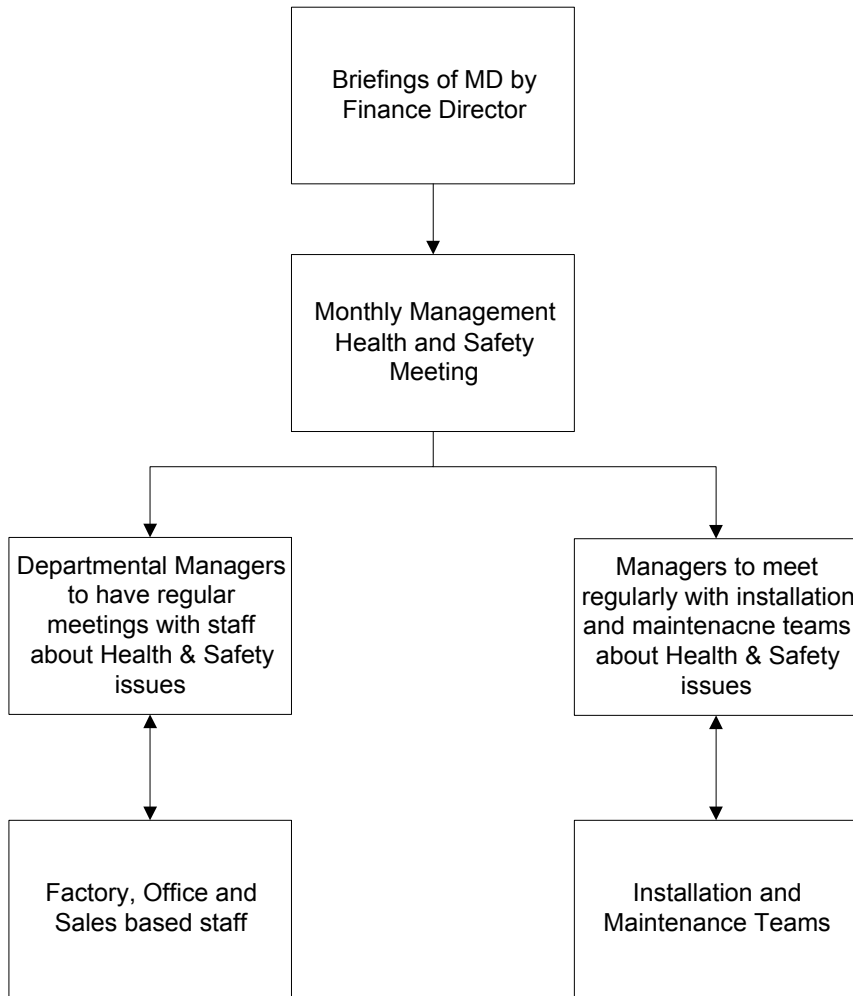 Briefings of MD by
Finance Director
Monthly Management
Health and Safety
Meeting
Departmental Managers
to have regular
meetings with staff
about Health & Safety
issues
Managers to meet
regularly with installation
and maintenacne teams
about Health & Safety
issues
Factory, Office and
Sales based staff
Installation and
Maintenance Teams